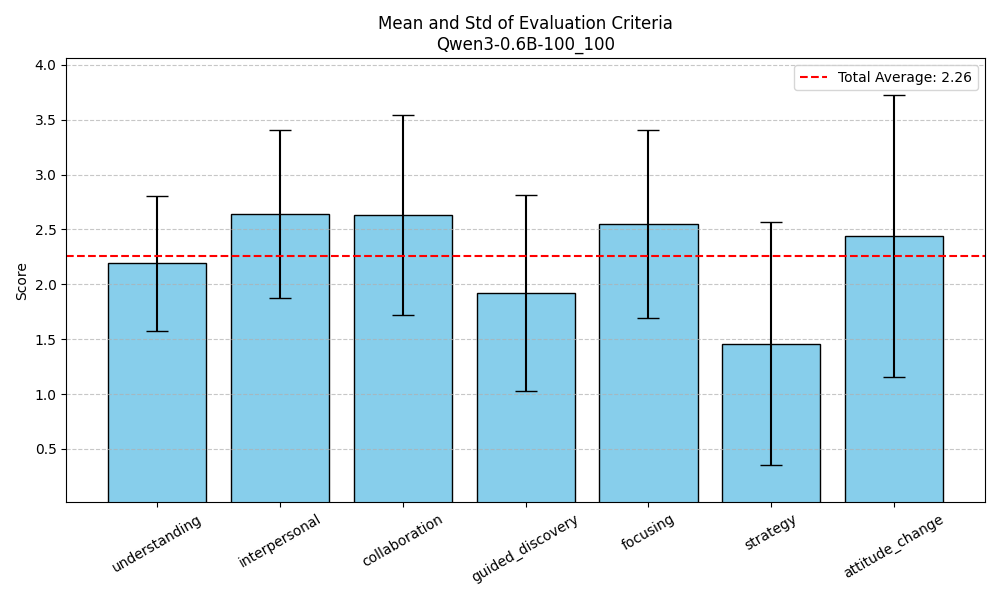 Mean and Std of Evaluation Criteria
Qwen3-0.6B-100_100
Total Average: 2.26
Score
4.0
3.5
3.0
2.5
2.0
1.5
1.0
0.5
understanding
interpersonal
collaboration
guided_discovery
focusing
strategy
attitude_change